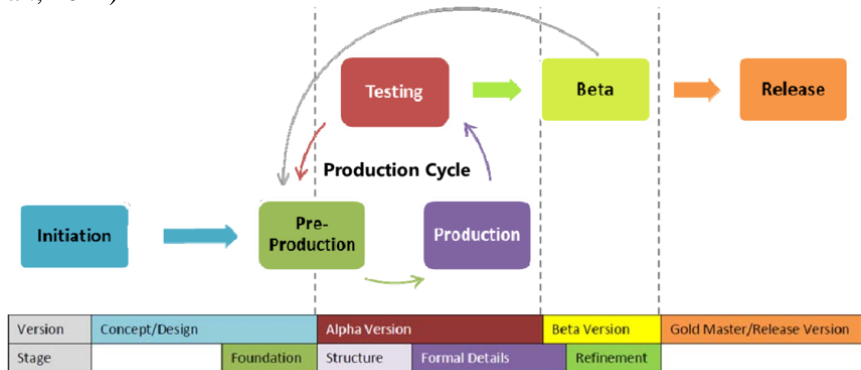 Testing
Beta
Release
Production Cycle
Initiation
Pre-
Production
Production
Version
Concept/Design
Alpha Version
Beta Version
Gold Master/Release Version
Stage
Foundation
Structure
Formal Details
Refinement